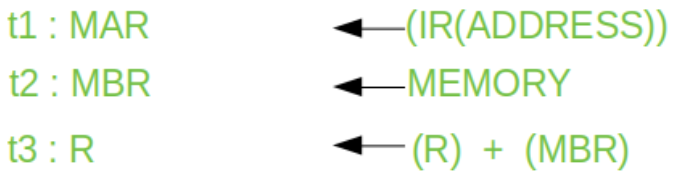 t1 : MAR ←(IR(ADDRESS))
t2 : MBR ←MEMORY
t3 : R ← (R) + (MBR)